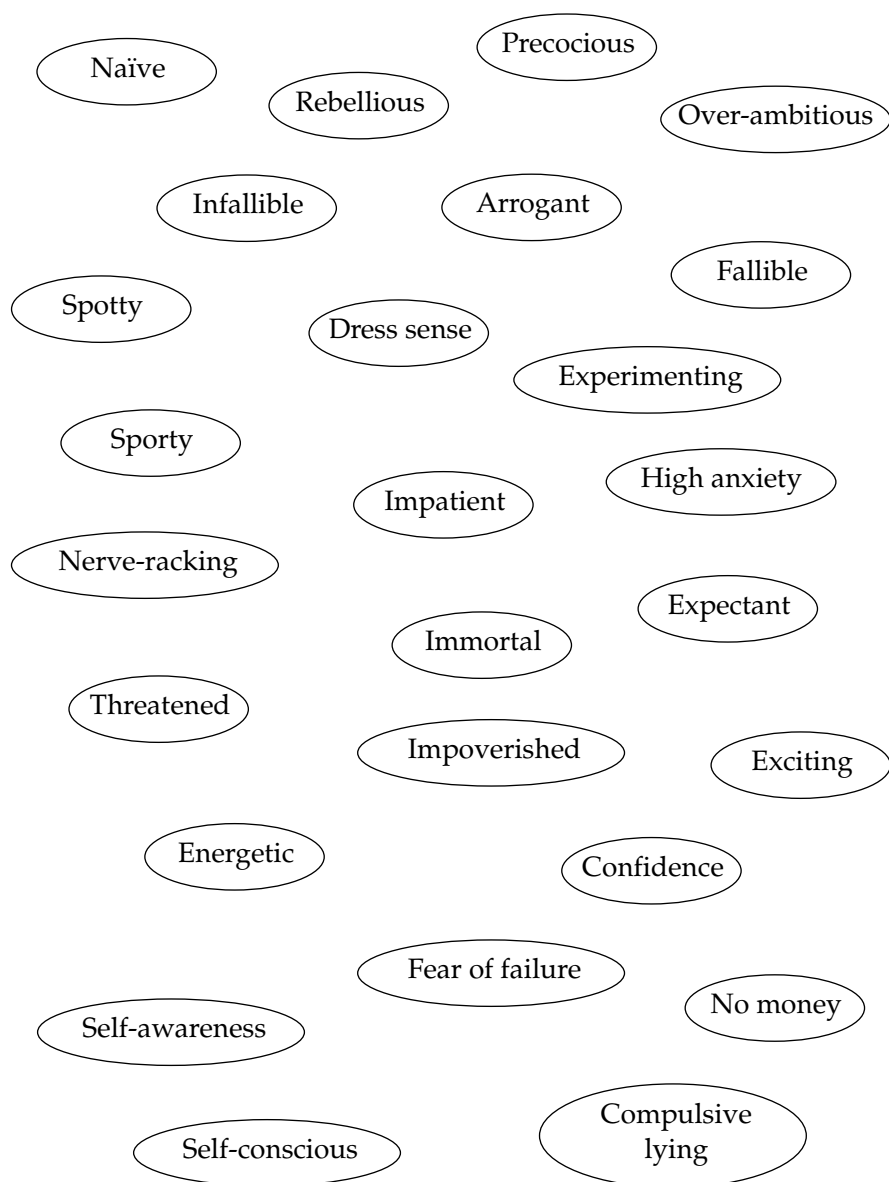 Precocious
Naïve
Rebellious
Over-ambitious
Infallible
Arrogant
Fallible
Spotty
Dress sense
Experimenting
Sporty
High anxiety
Impatient
Nerve-racking
Expectant
Immortal
Threatened
Impoverished
Exciting
Energetic
Confidence
Fear of failure
No money
Self-awareness
Compulsive
lying
Self-conscious